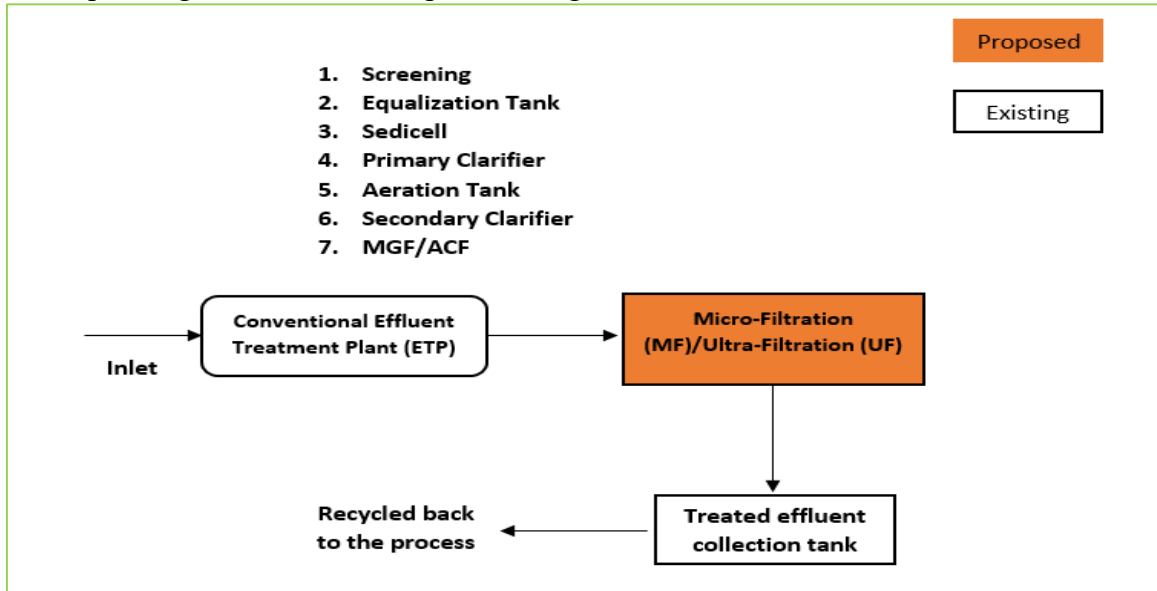 Proposed
Existing
1. Screening
2. Equalization Tank
3. Sedicell
4. Primary Clarifier
5. Aeration Tank
6. Secondary Clarifier
7. MGF/ACF
Inlet
Conventional Effluent
Treatment Plant (ETP)
Micro-Filtration
(MF)/Ultra-Filtration (UF)
Treated effluent
collection tank
Recycled back
to the process